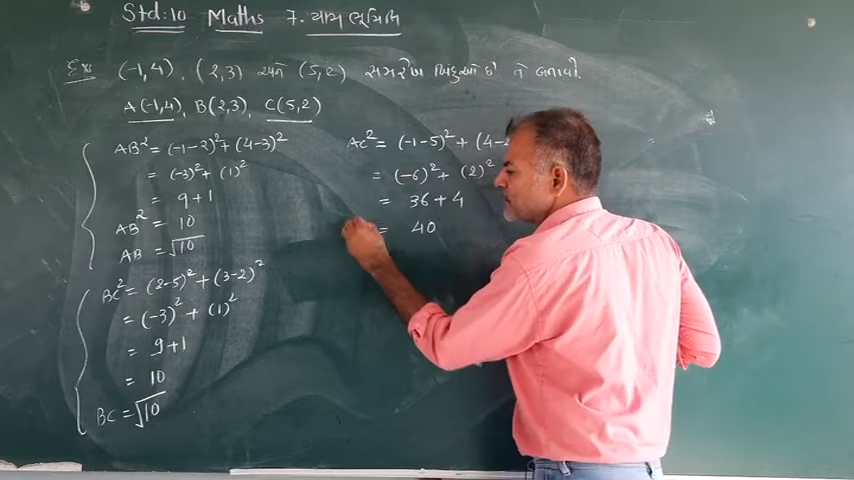 Std:10 Maths 7. યામ ભૂમિતિ
Ex: (-1,4), (2,3) અને (5,2) સમરેખ બિંદુઓ છે તે બતાવો.
A(-1,4), B(2,3), C(5,2)
AB² = (-1-2)² + (4-3)²
= (-3)² + (1)²
= 9+1
AB² = 10
AB = √10
BC² = (2-5)² + (3-2)²
= (-3)² + (1)²
= 9+1
= 10
BC = √10
AC² = (-1-5)² + (4-2
= (-6)² + (2)²
= 36+4
= 40